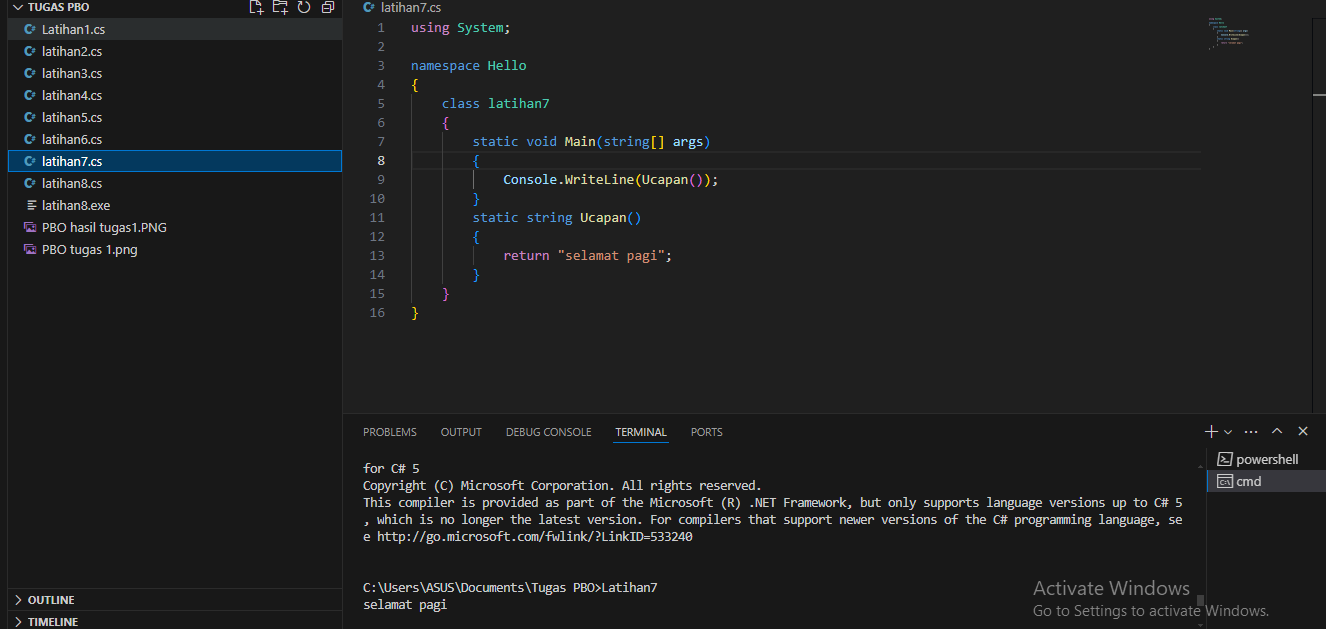 TUGAS PBO
Latihan1.cs
latihan2.cs
latihan3.cs
latihan4.cs
latihan5.cs
latihan6.cs
latihan7.cs
latihan8.cs
latihan8.exe
PBO hasil tugas1.PNG
PBO tugas 1.png
OUTLINE
TIMELINE
latihan7.cs
1 using System;
2
3 namespace Hello
4 {
5 class latihan7
6 {
7 static void Main(string[] args)
8 {
9 Console.WriteLine(Ucapan());
10 }
11 static string Ucapan()
12 {
13 return "selamat pagi";
14 }
15 }
16 }
PROBLEMS OUTPUT DEBUG CONSOLE TERMINAL PORTS
for C# 5
Copyright (C) Microsoft Corporation. All rights reserved.
This compiler is provided as part of the Microsoft (R) .NET Framework, but only supports language versions up to C# 5
, which is no longer the latest version. For compilers that support newer versions of the C# programming language, se
e http://go.microsoft.com/fwlink/?LinkID=533240
C:\Users\ASUS\Documents\Tugas PBO>Latihan7
selamat pagi
powershell
cmd
Activate Windows
Go to Settings to activate Windows.